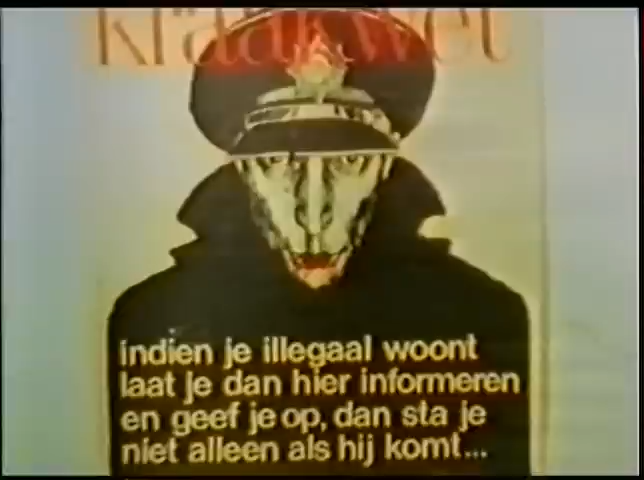 kraakwet
indien je illegaal woont
laat je dan hier informeren
en geef je op, dan sta je
niet alleen als hij komt...